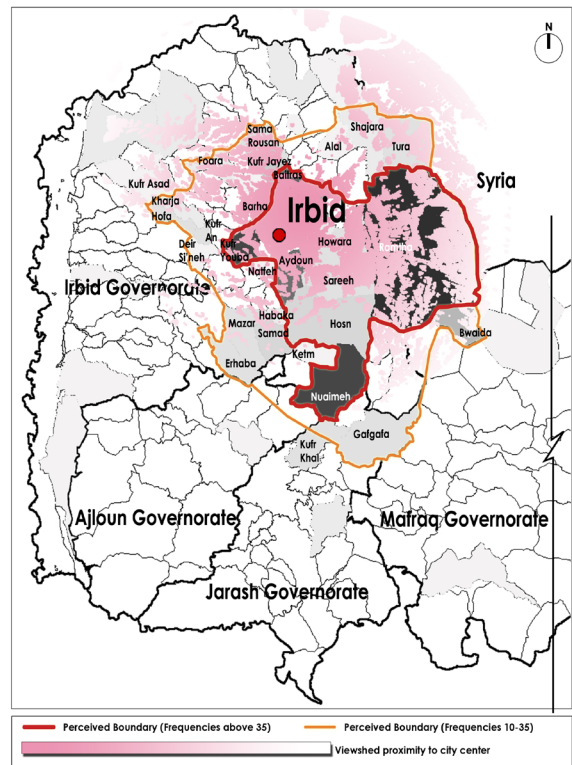 N
Sama
Rousan
Shajara
Alal
Tura
Foara
Kufr Jayez
Baitras
Kufr Asad
Syria
Kharja
Hofa
Barha
Irbid
Kufr
An
Kufr
Youba
Howara
Ramtha
Deir
Si'neh
Natfeh
Aydoun
Sareeh
Irbid Governorate
Mazar
Habaka
Samad
Hosn
Bwaida
Erhaba
Ketm
Nuaimeh
Gafgafa
Kufr
Khal
Ajloun Governorate
Mafraq Governorate
Jarash Governorate
Perceived Boundary (Frequencies above 35)
Perceived Boundary (Frequencies 10-35)
Viewshed proximity to city center